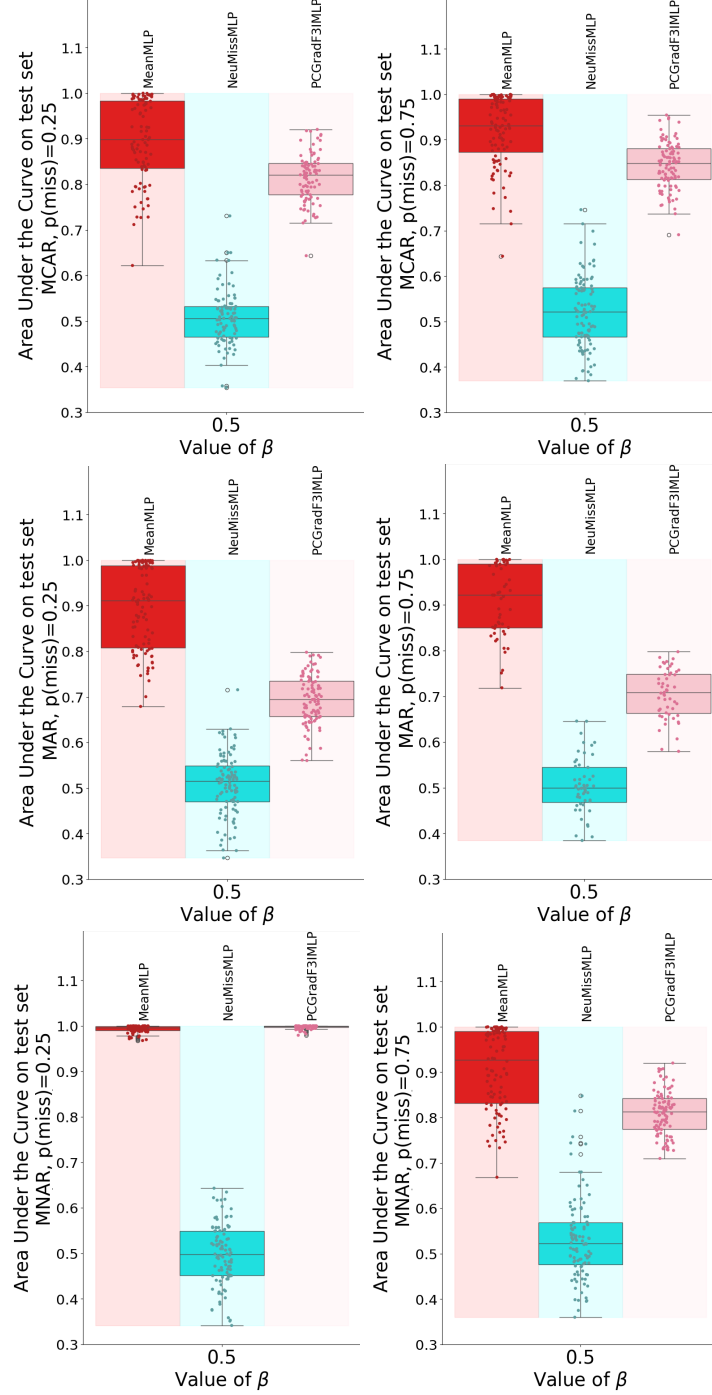 Area Under the Curve on test set
MCAR, p(miss)=0.25
1.1
1.0
0.9
0.8
0.7
0.6
0.5
0.4
0.3
MeanMLP
NeuMissMLP
PCGradF3IMLP
0.5
Value of β
Area Under the Curve on test set
MCAR, p(miss)=0.75
1.1
1.0
0.9
0.8
0.7
0.6
0.5
0.4
0.3
MeanMLP
NeuMissMLP
PCGradF3IMLP
0.5
Value of β
Area Under the Curve on test set
MAR, p(miss)=0.25
1.1
1.0
0.9
0.8
0.7
0.6
0.5
0.4
0.3
MeanMLP
NeuMissMLP
PCGradF3IMLP
0.5
Value of β
Area Under the Curve on test set
MAR, p(miss)=0.75
1.1
1.0
0.9
0.8
0.7
0.6
0.5
0.4
0.3
MeanMLP
NeuMissMLP
PCGradF3IMLP
0.5
Value of β
Area Under the Curve on test set
MNAR, p(miss)=0.25
1.1
1.0
0.9
0.8
0.7
0.6
0.5
0.4
0.3
MeanMLP
NeuMissMLP
PCGradF3IMLP
0.5
Value of β
Area Under the Curve on test set
MNAR, p(miss)=0.75
1.1
1.0
0.9
0.8
0.7
0.6
0.5
0.4
0.3
MeanMLP
NeuMissMLP
PCGradF3IMLP
0.5
Value of β